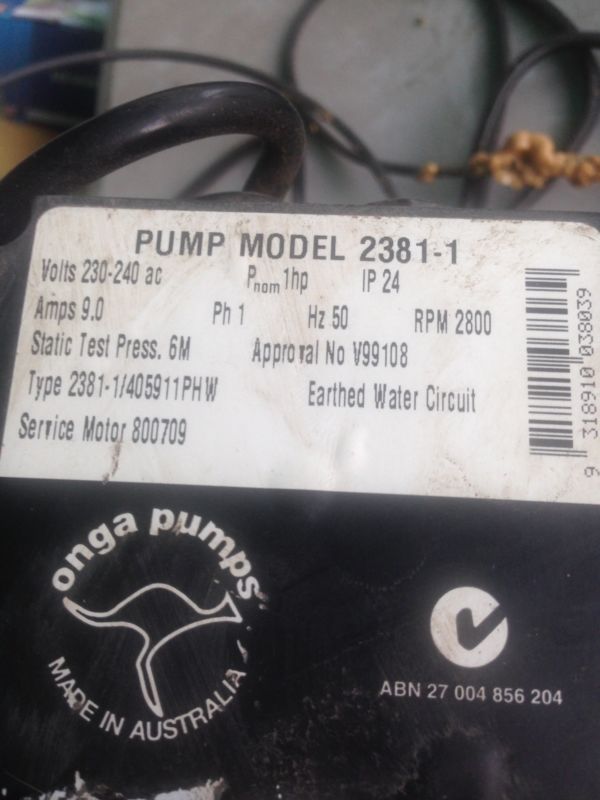 PUMP MODEL 2381-1
Volts 230-240 ac Pnom 1hp IP 24
Amps 9.0 Ph 1 Hz 50 RPM 2800
Static Test Press. 6M Approval No V99108
Type 2381-1/405911PHW Earthed Water Circuit
Service Motor 800709
9 318910 038039
onga pumps
MADE IN AUSTRALIA
ABN 27 004 856 204